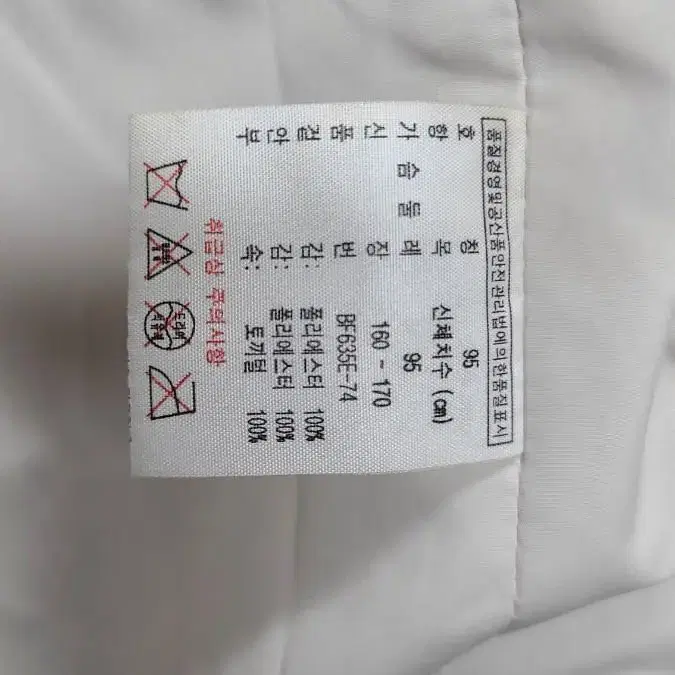 품질경영및공산품안전관리법에의한품질표시
호 칭 95
항 목 신체치수 (㎝)
가 슴 둘 레 95
신 장 160 - 170
품 번 BF635E-74
겉 감: 폴리에스터 100%
안 감: 폴리에스터 100%
부 속: 토끼털 100%
취급상 주의사항
드라이